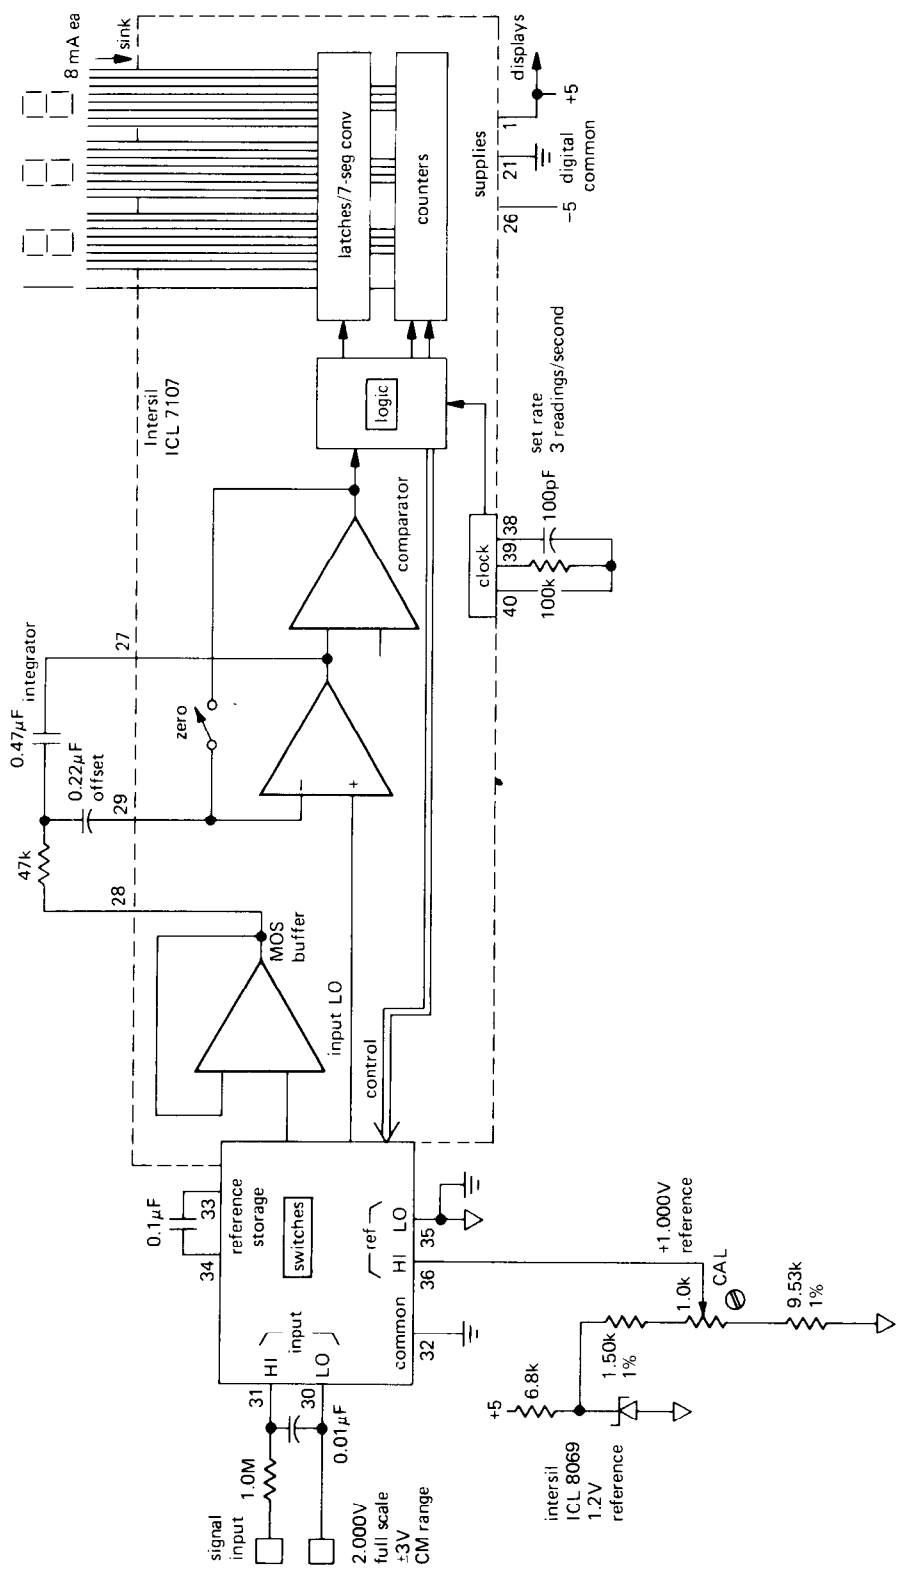 signal
input
1.0M
31
30
0.01μF
2.000V
full scale
±3V
CM range
HI
LO
input
common
32
switches
reference
storage
34
33
0.1μF
ref
HI
LO
36
35
intersil
ICL 8069
1.2V
reference
+5
6.8k
1.50k
1%
1.0k
CAL
9.53k
1%
+1.000V
reference
MOS
buffer
input LO
control
28
47k
0.22μF
offset
29
0.47μF
integrator
27
zero
−
+
comparator
Intersil
ICL 7107
logic
clock
40
39
38
100k
100pF
set rate
3 readings/second
latches/7-seg conv
counters
8 mA ea
sink
supplies
26
21
1
−5
digital
common
+5
displays